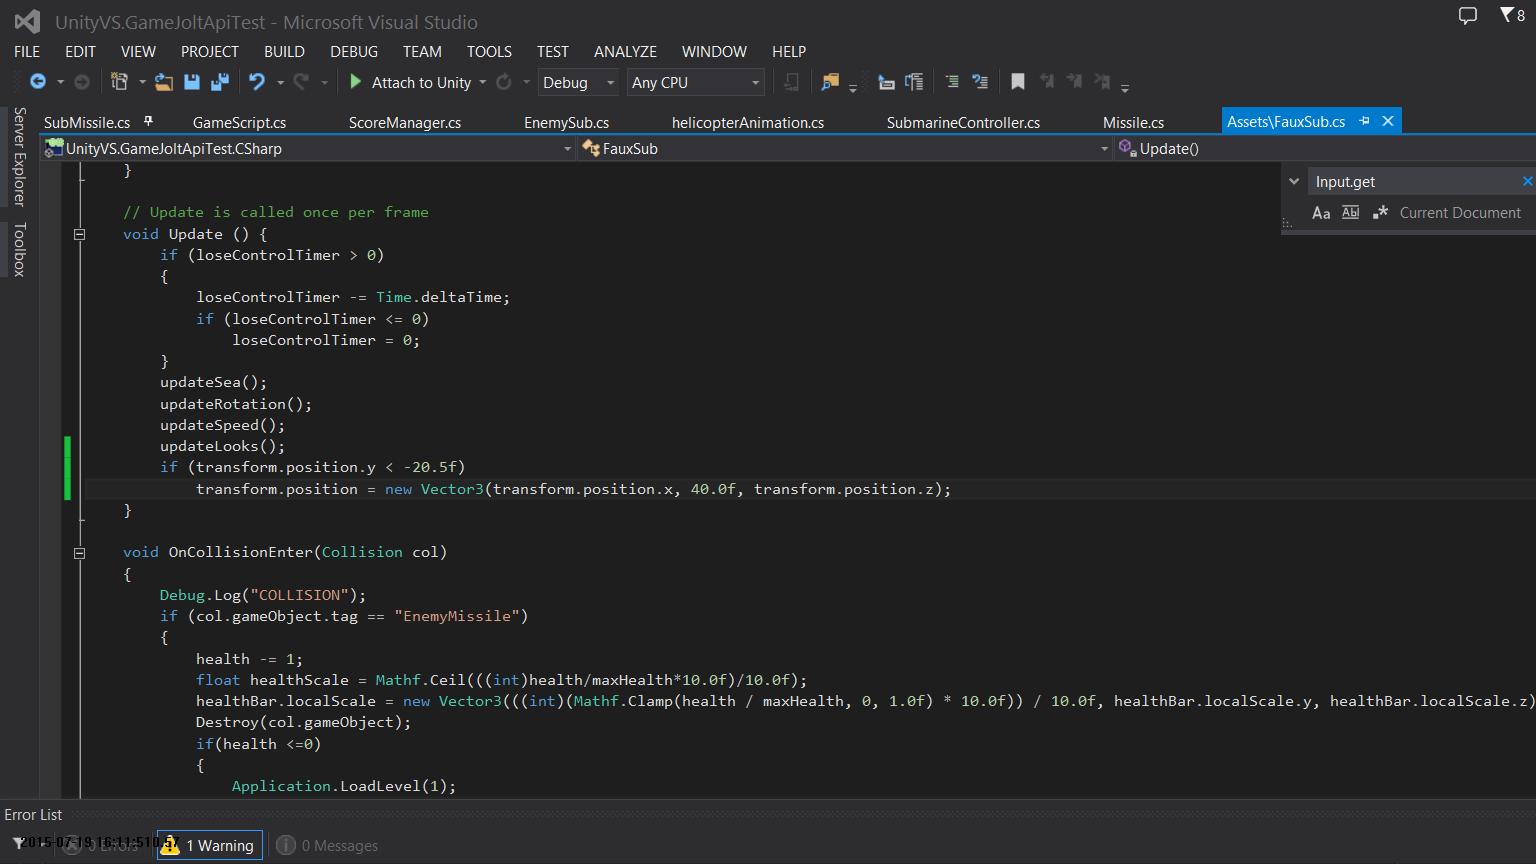 UnityVS.GameJoltApiTest - Microsoft Visual Studio
8
FILE EDIT VIEW PROJECT BUILD DEBUG TEAM TOOLS TEST ANALYZE WINDOW HELP
Attach to Unity Debug Any CPU
Server Explorer
Toolbox
SubMissile.cs GameScript.cs ScoreManager.cs EnemySub.cs helicopterAnimation.cs SubmarineController.cs Missile.cs Assets\FauxSub.cs
UnityVS.GameJoltApiTest.CSharp FauxSub Update()
Input.get
Aa Abl .* Current Document
}
// Update is called once per frame
void Update () {
if (loseControlTimer > 0)
{
loseControlTimer -= Time.deltaTime;
if (loseControlTimer <= 0)
loseControlTimer = 0;
}
updateSea();
updateRotation();
updateSpeed();
updateLooks();
if (transform.position.y < -20.5f)
transform.position = new Vector3(transform.position.x, 40.0f, transform.position.z);
}
void OnCollisionEnter(Collision col)
{
Debug.Log("COLLISION");
if (col.gameObject.tag == "EnemyMissile")
{
health -= 1;
float healthScale = Mathf.Ceil(((int)health/maxHealth*10.0f)/10.0f);
healthBar.localScale = new Vector3(((int)(Mathf.Clamp(health / maxHealth, 0, 1.0f) * 10.0f)) / 10.0f, healthBar.localScale.y, healthBar.localScale.z)
Destroy(col.gameObject);
if(health <=0)
{
Application.LoadLevel(1);
Error List
0 Errors 1 Warning 0 Messages